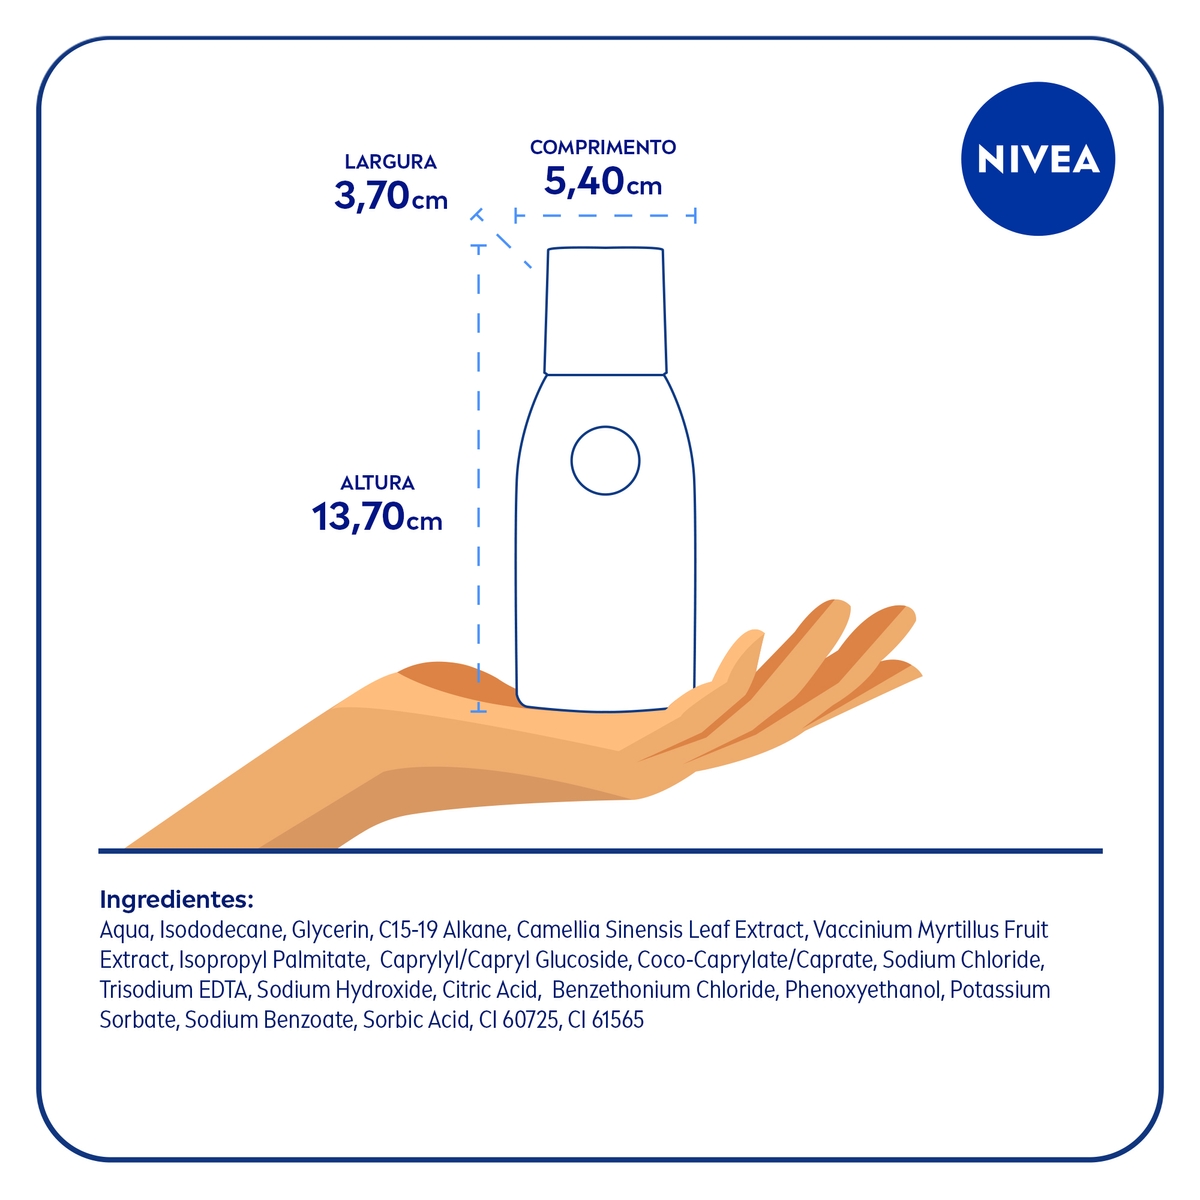 LARGURA
3,70cm
COMPRIMENTO
5,40cm
NIVEA
ALTURA
13,70cm
Ingredientes:
Aqua, Isododecane, Glycerin, C15-19 Alkane, Camellia Sinensis Leaf Extract, Vaccinium Myrtillus Fruit
Extract, Isopropyl Palmitate,  Caprylyl/Capryl Glucoside, Coco-Caprylate/Caprate, Sodium Chloride,
Trisodium EDTA, Sodium Hydroxide, Citric Acid,  Benzethonium Chloride, Phenoxyethanol, Potassium
Sorbate, Sodium Benzoate, Sorbic Acid, CI 60725, CI 61565